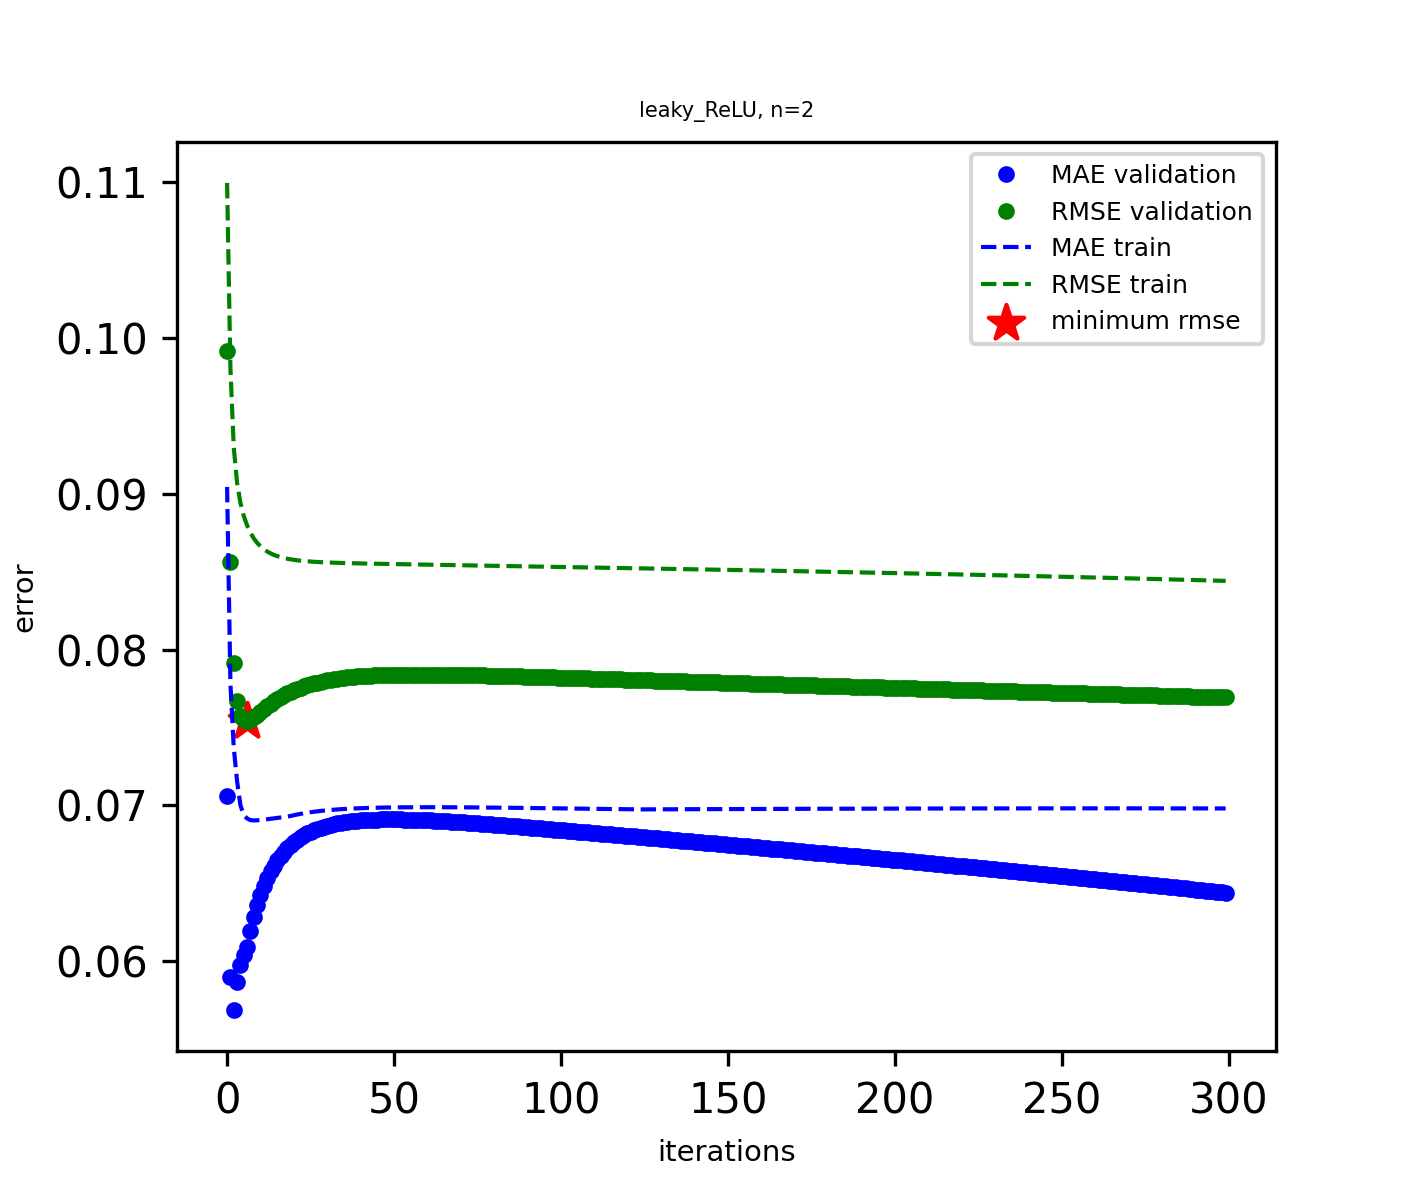 leaky_ReLU, n=2
MAE validation
RMSE validation
MAE train
RMSE train
minimum rmse
error
0.11
0.10
0.09
0.08
0.07
0.06
0 50 100 150 200 250 300
iterations